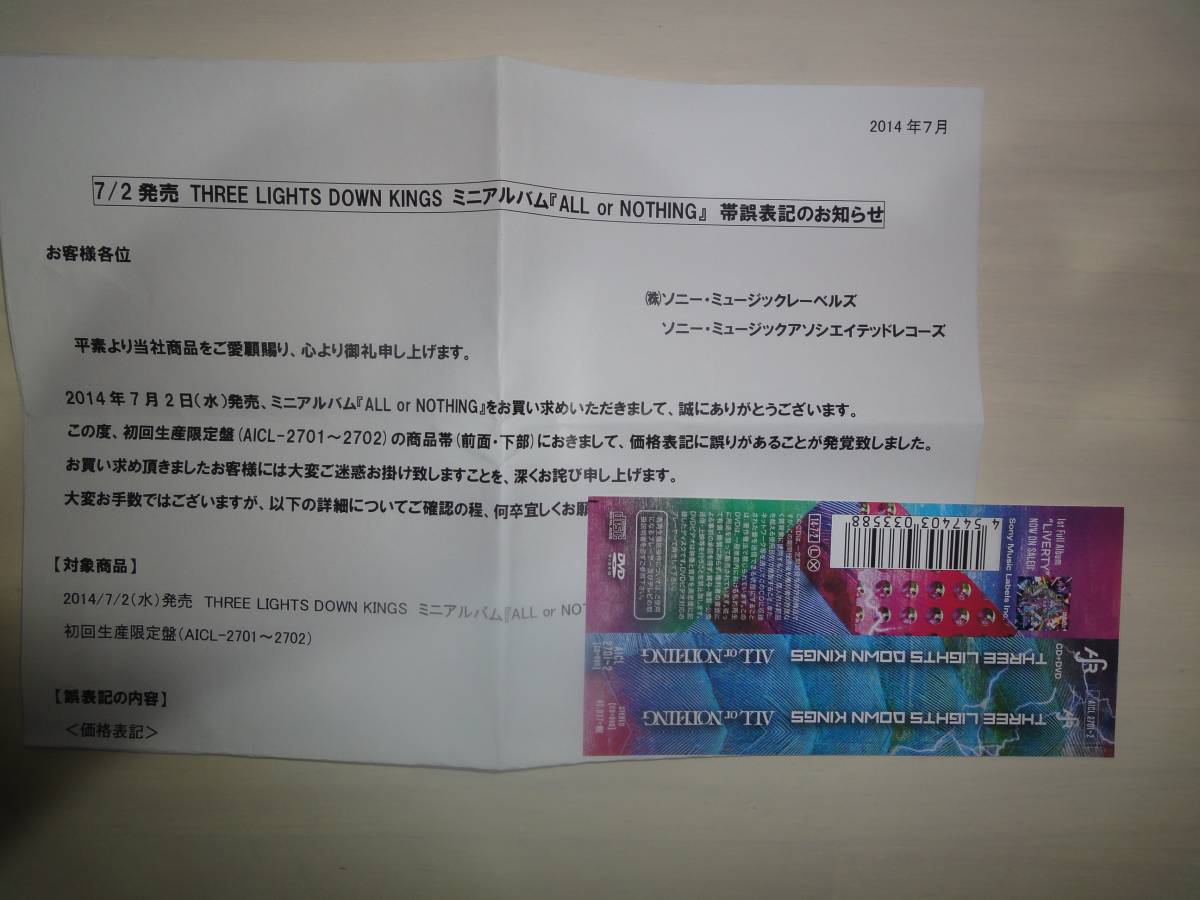 2014年7月
7/2発売 THREE LIGHTS DOWN KINGS ミニアルバム『ALL or NOTHING』 帯誤表記のお知らせ
お客様各位
㈱ソニー・ミュージックレーベルズ
ソニー・ミュージックアソシエイテッドレコーズ
平素より当社商品をご愛顧賜り、心より御礼申し上げます。
2014年7月2日(水)発売、ミニアルバム『ALL or NOTHING』をお買い求めいただきまして、誠にありがとうございます。
この度、初回生産限定盤(AICL-2701～2702)の商品帯(前面・下部)におきまして、価格表記に誤りがあることが発覚致しました。
お買い求め頂きましたお客様には大変ご迷惑お掛け致しますことを、深くお詫び申し上げます。
大変お手数ではございますが、以下の詳細についてご確認の程、何卒宜しくお願
【対象商品】
2014/7/2(水)発売 THREE LIGHTS DOWN KINGS ミニアルバム『ALL or NOT
初回生産限定盤(AICL-2701～2702)
【誤表記の内容】
＜価格表記＞
1st Full Album
"LiVERTY"
NOW ON SALE!!
Sony Music Labels Inc.
4 547403 033588
14・7・2
DVD
CD+DVD
THREE LIGHTS DOWN KINGS
ALL or NOTHING
AICL
2701~2
AICL 2701~2
THREE LIGHTS DOWN KINGS
ALL or NOTHING
STEREO